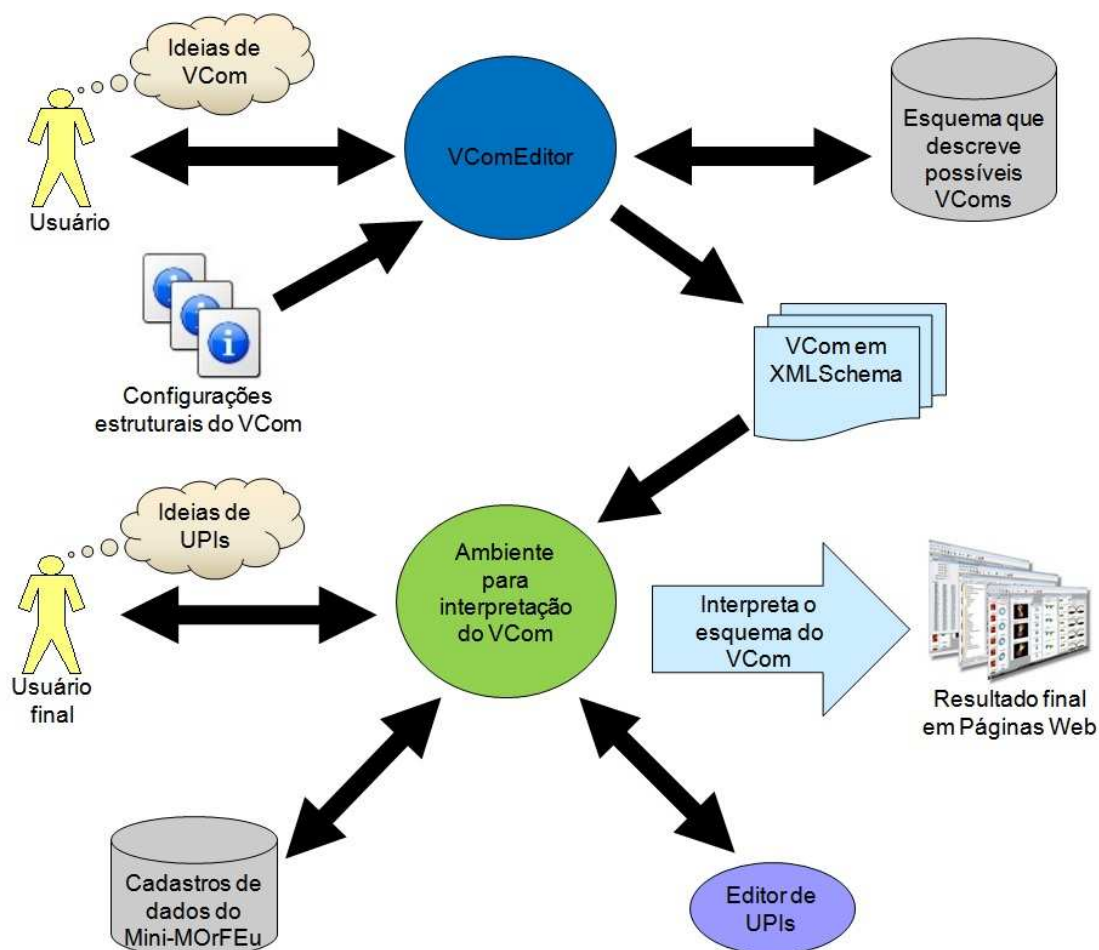 Ideias de
VCom
Usuário
VComEditor
Esquema que
descreve
possíveis
VComs
Configurações
estruturais do VCom
VCom em
XMLSchema
Ideias de
UPIs
Usuário
final
Ambiente
para
interpretação
do VCom
Interpreta o
esquema do
VCom
Resultado final
em Páginas Web
Cadastros de
dados do
Mini-MOrFEu
Editor de
UPIs